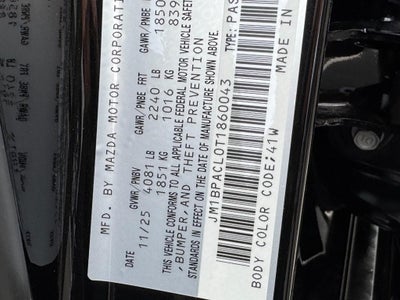 MFD. BY MAZDA MOTOR CORPORATI
11/25
GVWR/PNBV
4081 LB
1851 KG
GAWR/PNBE FRT
2240 LB
1016 KG
GAWR/PNBE
1850
839
THIS VEHICLE CONFORMS TO ALL APPLICABLE FEDERAL MOTOR VEHICLE SAFETY
,BUMPER,AND THEFT PREVENTION
STANDARDS IN EFFECT ON THE DATE OF MANUFACTURE SHOWN ABOVE.
JM1BPACL0T1860043
TYPE:PAS
BODY COLOR CODE;41W
MADE IN